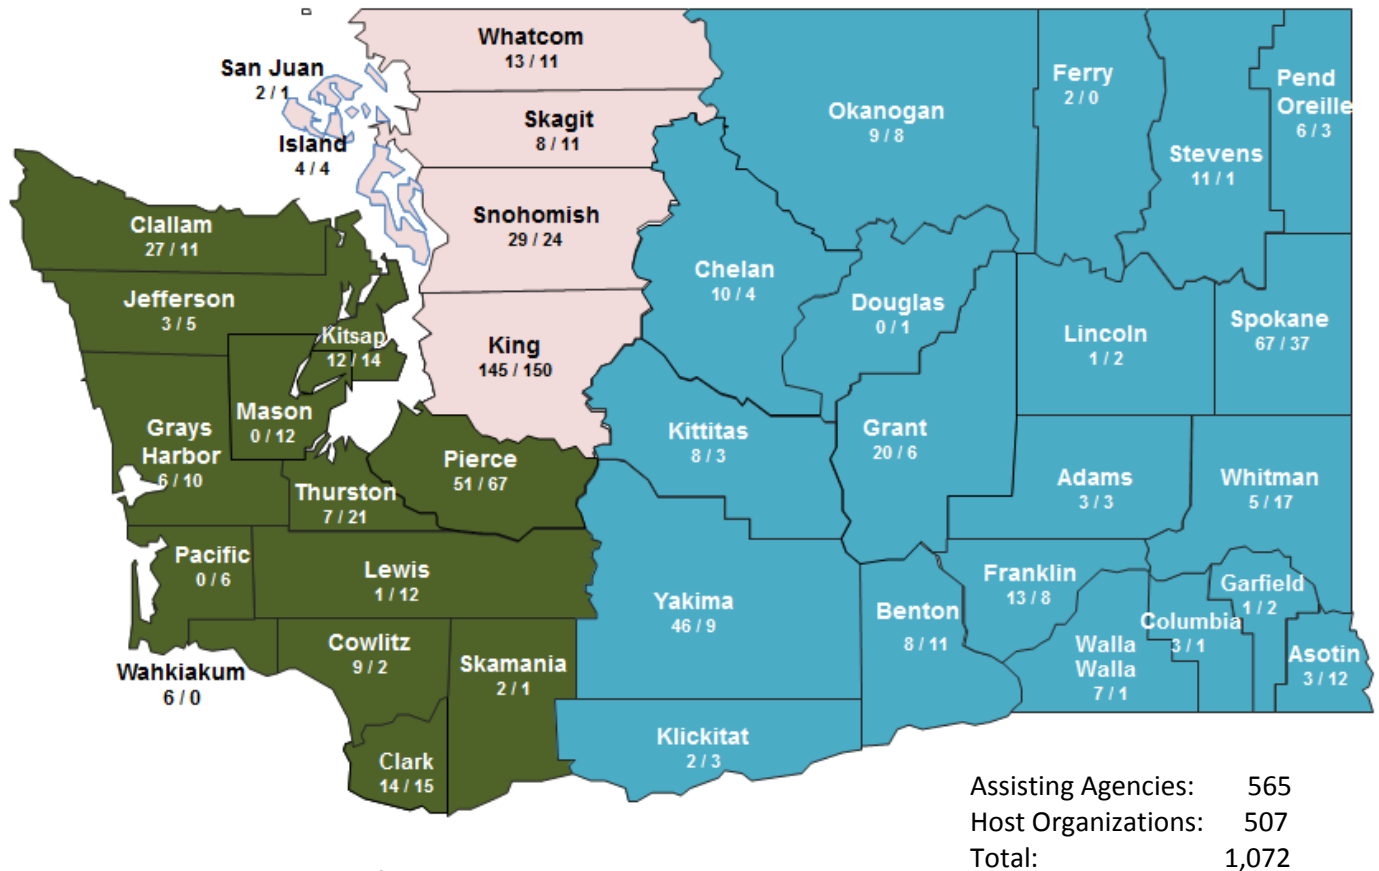 Whatcom
13 / 11
San Juan
2 / 1
Skagit
8 / 11
Island
4 / 4
Snohomish
29 / 24
King
145 / 150
Okanogan
9 / 8
Ferry
2 / 0
Stevens
11 / 1
Pend
Oreille
6 / 3
Clallam
27 / 11
Jefferson
3 / 5
Kitsap
12 / 14
Mason
0 / 12
Grays
Harbor
6 / 10
Thurston
7 / 21
Pierce
51 / 67
Pacific
0 / 6
Lewis
1 / 12
Wahkiakum
6 / 0
Cowlitz
9 / 2
Skamania
2 / 1
Clark
14 / 15
Chelan
10 / 4
Douglas
0 / 1
Lincoln
1 / 2
Spokane
67 / 37
Kittitas
8 / 3
Grant
20 / 6
Adams
3 / 3
Whitman
5 / 17
Yakima
46 / 9
Benton
8 / 11
Franklin
13 / 8
Walla
Walla
7 / 1
Columbia
3 / 1
Garfield
1 / 2
Asotin
3 / 12
Klickitat
2 / 3
Assisting Agencies: 565
Host Organizations: 507
Total: 1,072